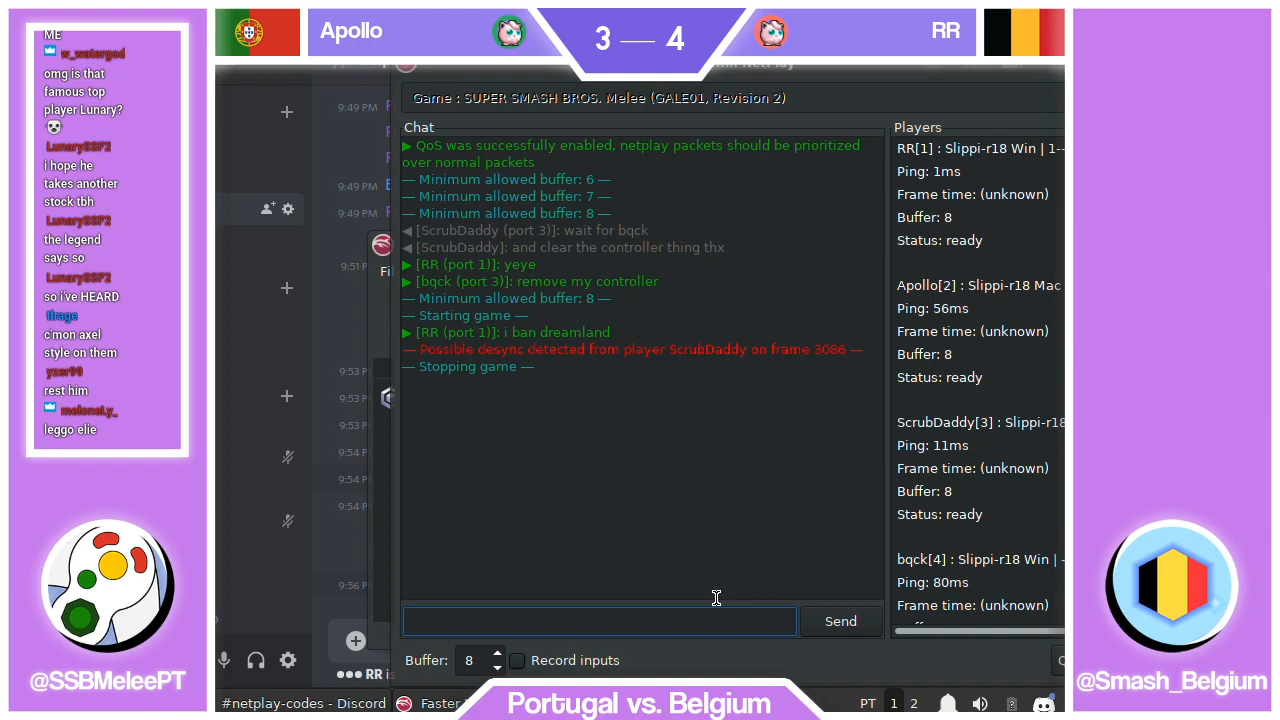 Apollo
3 — 4
RR
ME
w_watergod
omg is that
famous top
player Lunary?
LunarySSF2
i hope he
takes another
stock tbh
LunarySSF2
the legend
says so
LunarySSF2
so i've HEARD
tirage
c'mon axel
style on them
yzer99
rest him
meloneLy_
leggo elie
@SSBMeleePT
9:49 PM
9:49 PM
9:49 PM
9:51
9:53
9:53
9:53
9:54
9:54
9:54
9:56
Fi
Game : SUPER SMASH BROS. Melee (GALE01, Revision 2)
Chat
▶ QoS was successfully enabled, netplay packets should be prioritized
over normal packets
— Minimum allowed buffer: 6 —
— Minimum allowed buffer: 7 —
— Minimum allowed buffer: 8 —
◀ [ScrubDaddy (port 3)]: wait for bqck
◀ [ScrubDaddy]: and clear the controller thing thx
▶ [RR (port 1)]: yeye
▶ [bqck (port 3)]: remove my controller
— Minimum allowed buffer: 8 —
— Starting game —
▶ [RR (port 1)]: i ban dreamland
— Possible desync detected from player ScrubDaddy on frame 3086 —
— Stopping game —
Send
Buffer: 8
Record inputs
Players
RR[1] : Slippi-r18 Win | 1--
Ping: 1ms
Frame time: (unknown)
Buffer: 8
Status: ready
Apollo[2] : Slippi-r18 Mac
Ping: 56ms
Frame time: (unknown)
Buffer: 8
Status: ready
ScrubDaddy[3] : Slippi-r18
Ping: 11ms
Frame time: (unknown)
Buffer: 8
Status: ready
bqck[4] : Slippi-r18 Win | -
Ping: 80ms
Frame time: (unknown)
RR is
#netplay-codes - Discord
Faster
PT 1 2
Portugal vs. Belgium
@Smash_Belgium